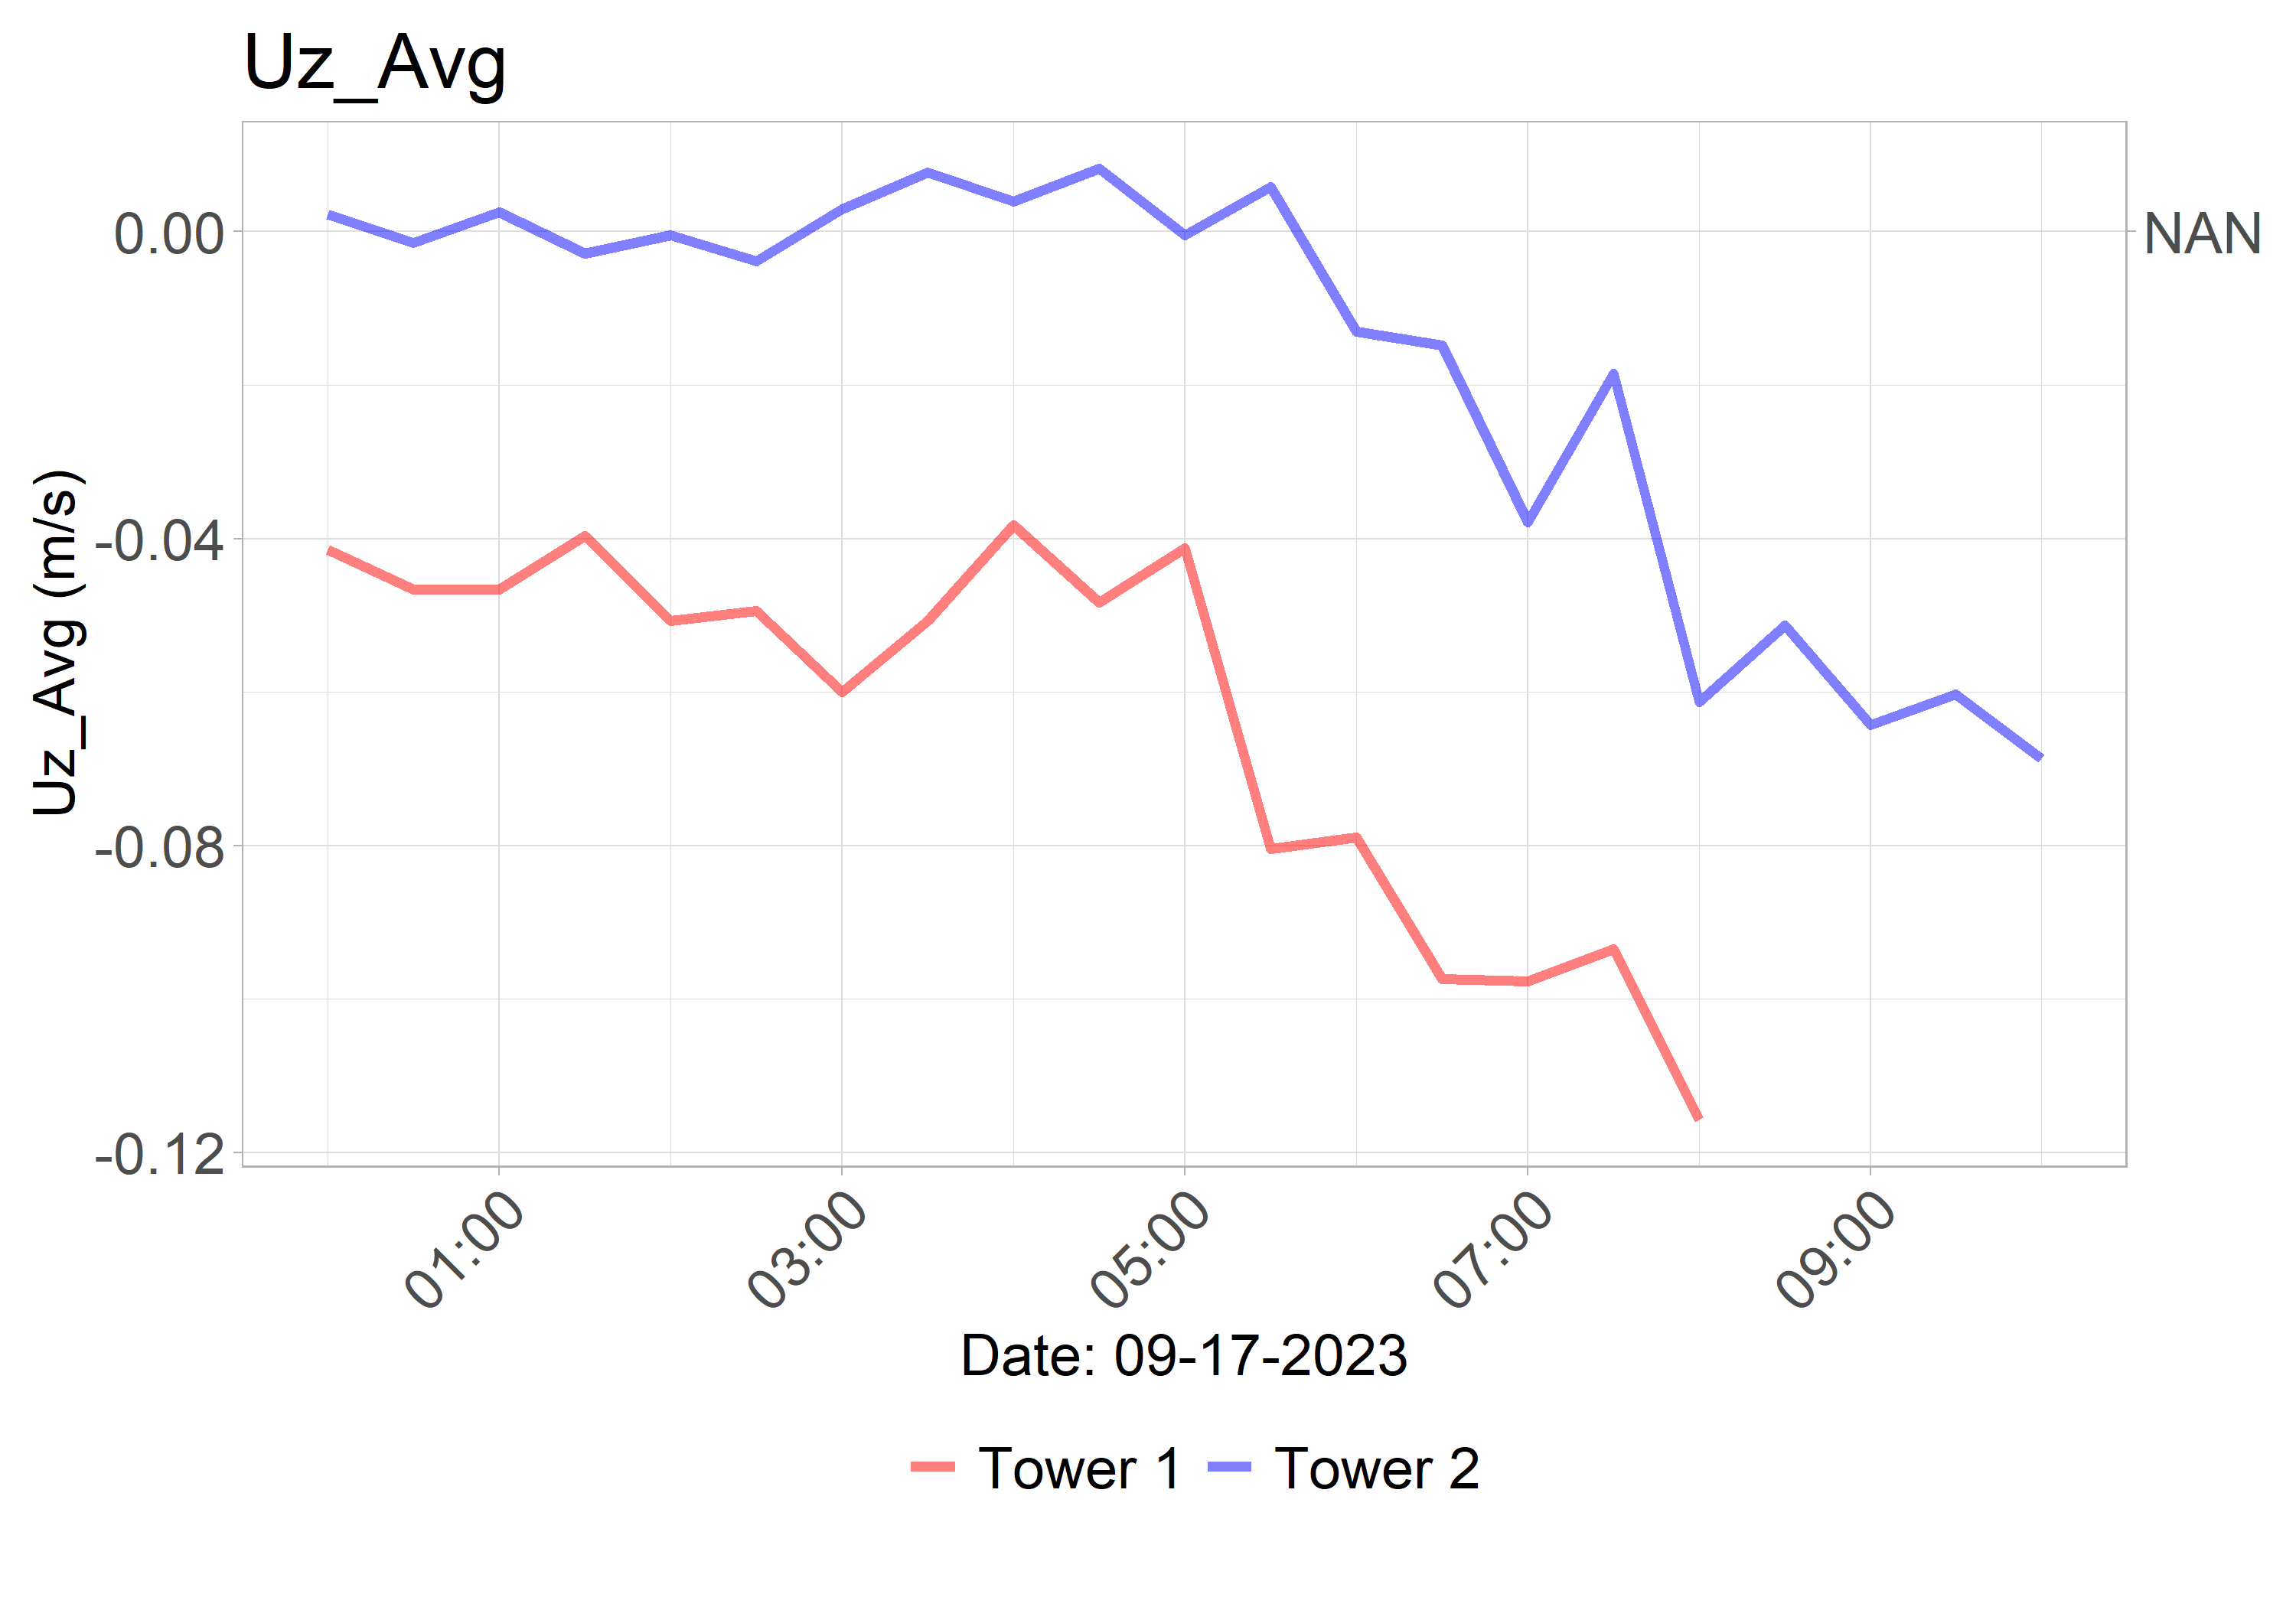 Uz_Avg
Uz_Avg (m/s)
0.00
-0.04
-0.08
-0.12
NAN
01:00
03:00
05:00
07:00
09:00
Date: 09-17-2023
Tower 1
Tower 2